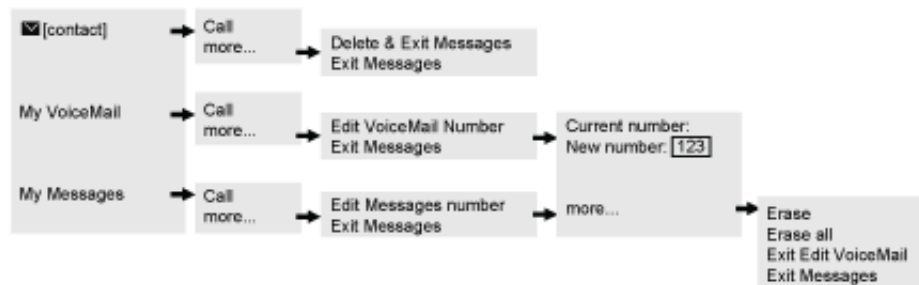 [contact]
Call
more...
Delete & Exit Messages
Exit Messages
My VoiceMail
Call
more...
Edit VoiceMail Number
Exit Messages
Current number:
New number: 123
My Messages
Call
more...
Edit Messages number
Exit Messages
more...
Erase
Erase all
Exit Edit VoiceMail
Exit Messages